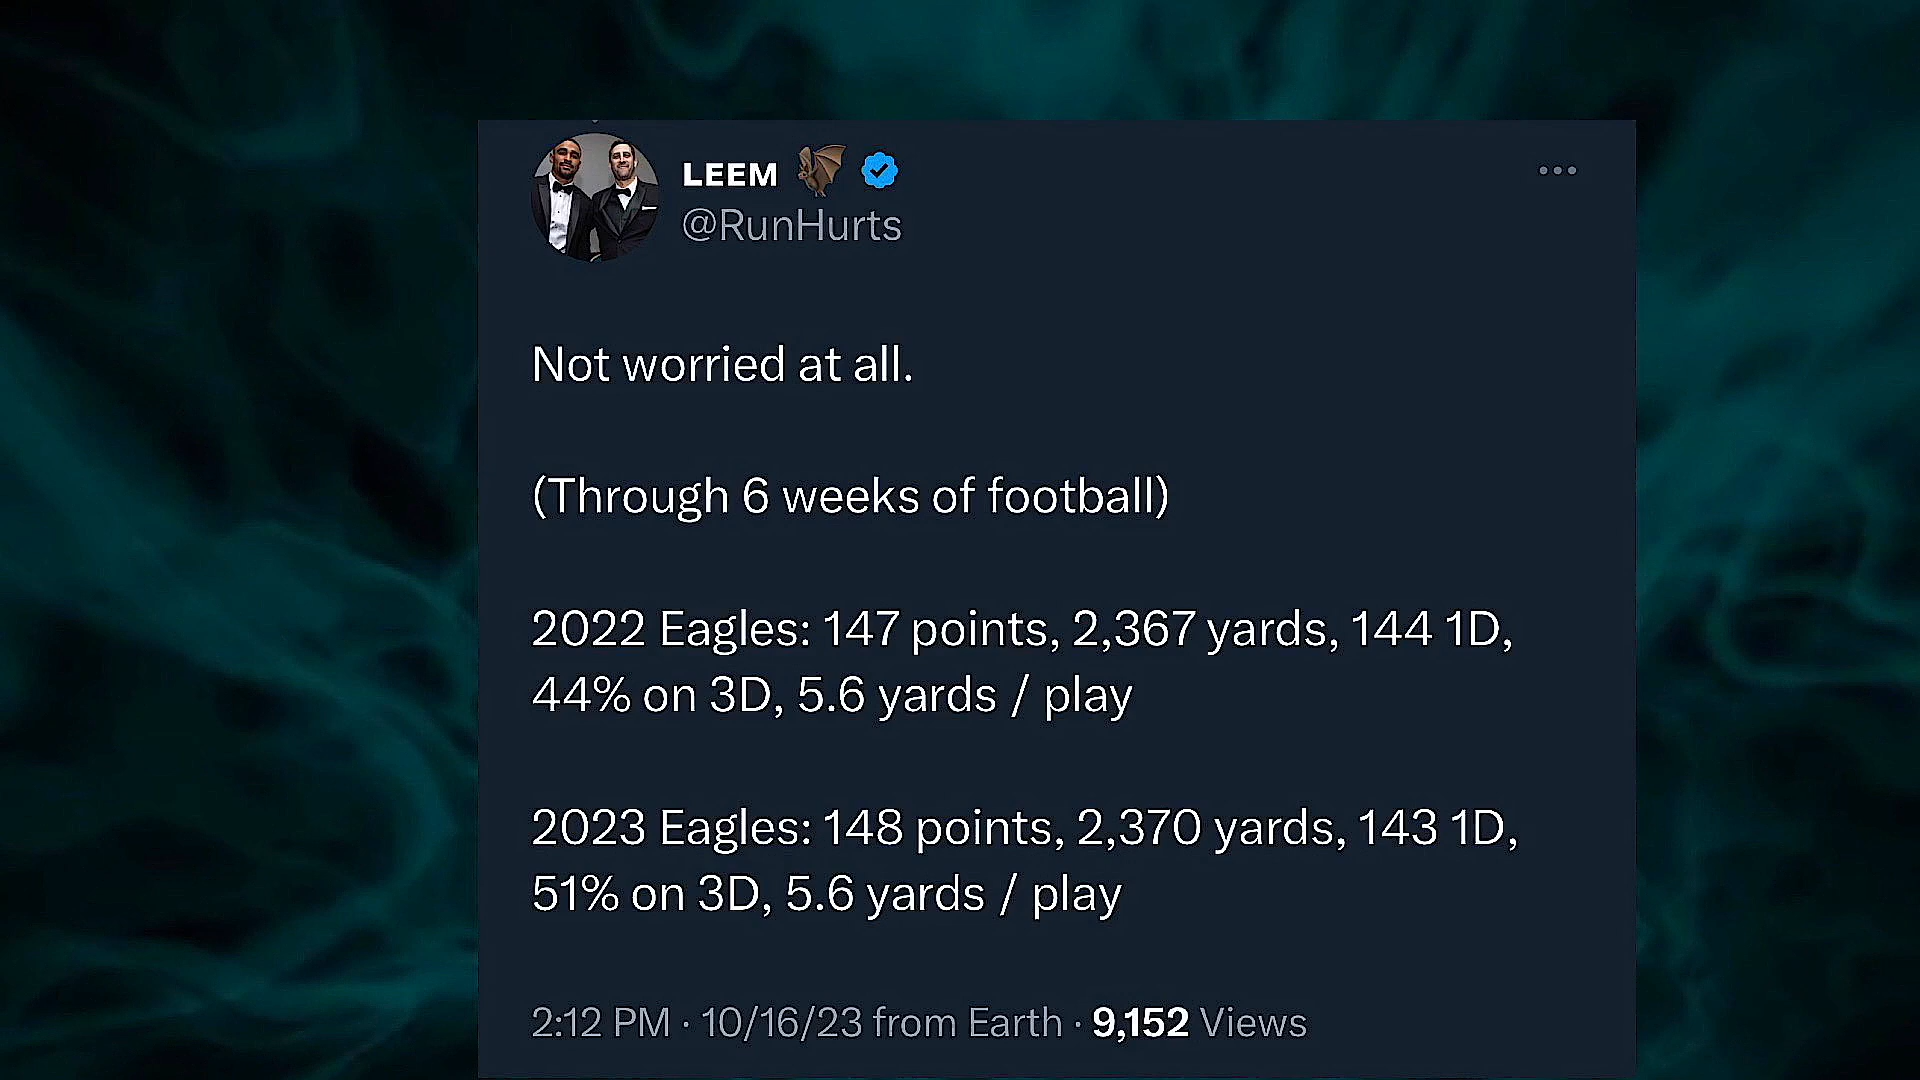 LEEM
@RunHurts
Not worried at all.
(Through 6 weeks of football)
2022 Eagles: 147 points, 2,367 yards, 144 1D,
44% on 3D, 5.6 yards / play
2023 Eagles: 148 points, 2,370 yards, 143 1D,
51% on 3D, 5.6 yards / play
2:12 PM · 10/16/23 from Earth · 9,152 Views